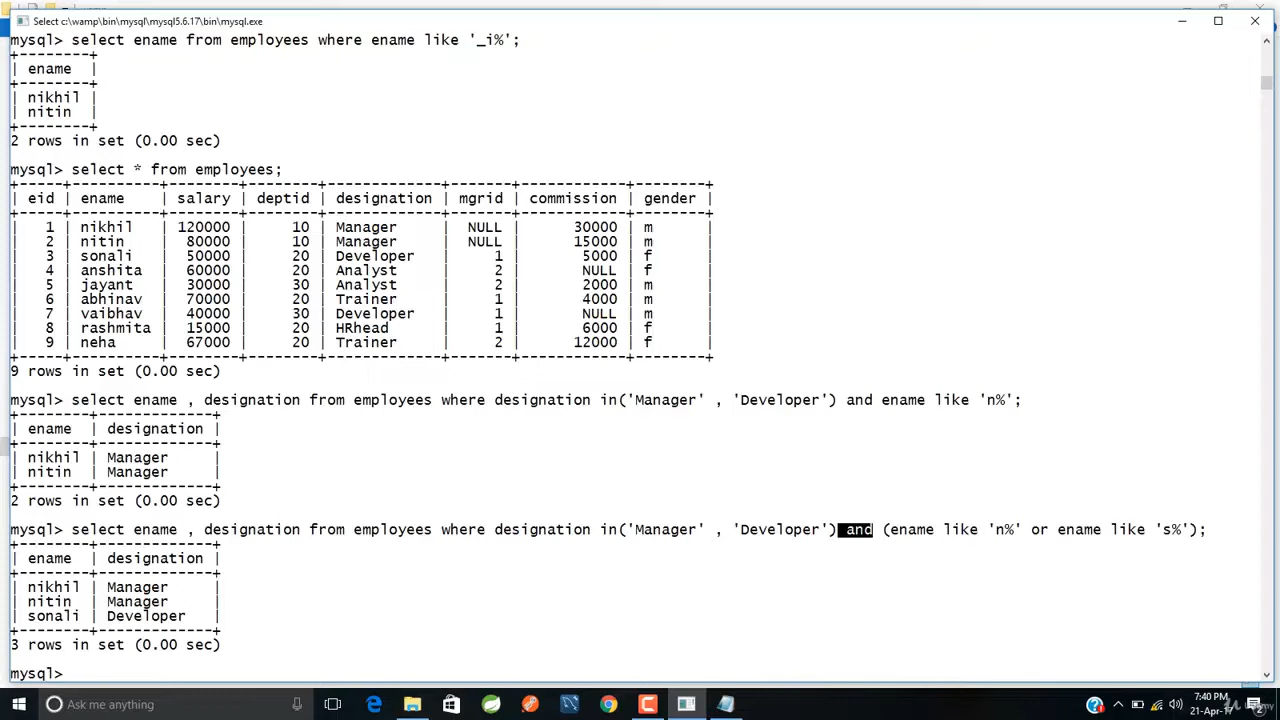 Select c:\wamp\bin\mysql\mysql5.6.17\bin\mysql.exe
mysql> select ename from employees where ename like '_i%';
+--------+
| ename  |
+--------+
| nikhil |
| nitin  |
+--------+
2 rows in set (0.00 sec)
mysql> select * from employees;
+-----+----------+--------+--------+-------------+-------+------------+--------+
| eid | ename    | salary | deptid | designation | mgrid | commission | gender |
+-----+----------+--------+--------+-------------+-------+------------+--------+
|   1 | nikhil   | 120000 |     10 | Manager     |  NULL |      30000 | m      |
|   2 | nitin    |  80000 |     10 | Manager     |  NULL |      15000 | m      |
|   3 | sonali   |  50000 |     20 | Developer   |     1 |       5000 | f      |
|   4 | anshita  |  60000 |     20 | Analyst     |     2 |       NULL | f      |
|   5 | jayant   |  30000 |     30 | Analyst     |     2 |       2000 | m      |
|   6 | abhinav  |  70000 |     20 | Trainer     |     1 |       4000 | m      |
|   7 | vaibhav  |  40000 |     30 | Developer   |     1 |       NULL | m      |
|   8 | rashmita |  15000 |     20 | HRhead      |     1 |       6000 | f      |
|   9 | neha     |  67000 |     20 | Trainer     |     2 |      12000 | f      |
+-----+----------+--------+--------+-------------+-------+------------+--------+
9 rows in set (0.00 sec)
mysql> select ename , designation from employees where designation in('Manager' , 'Developer') and ename like 'n%';
+--------+-------------+
| ename  | designation |
+--------+-------------+
| nikhil | Manager     |
| nitin  | Manager     |
+--------+-------------+
2 rows in set (0.00 sec)
mysql> select ename , designation from employees where designation in('Manager' , 'Developer') and (ename like 'n%' or ename like 's%');
+--------+-------------+
| ename  | designation |
+--------+-------------+
| nikhil | Manager     |
| nitin  | Manager     |
| sonali | Developer   |
+--------+-------------+
3 rows in set (0.00 sec)
mysql>
Ask me anything
7:40 PM
21-Apr-17